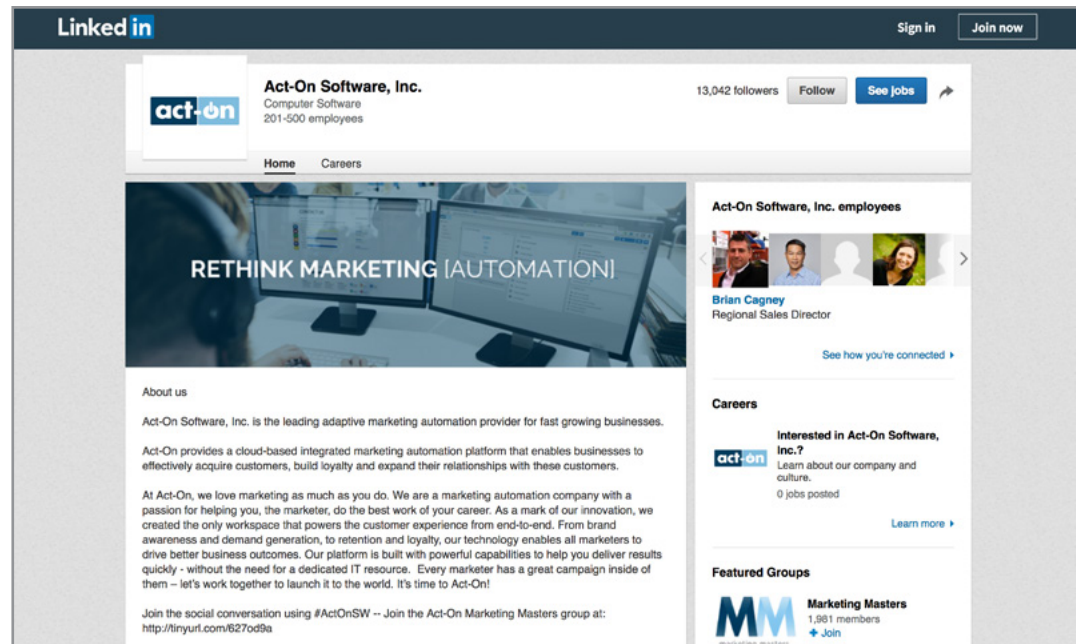 Linked in
Sign in
Join now
act-on
Act-On Software, Inc.
Computer Software
201-500 employees
13,042 followers
Follow
See jobs
Home
Careers
RETHINK MARKETING [AUTOMATION]
About us
Act-On Software, Inc. is the leading adaptive marketing automation provider for fast growing businesses.
Act-On provides a cloud-based integrated marketing automation platform that enables businesses to
effectively acquire customers, build loyalty and expand their relationships with these customers.
At Act-On, we love marketing as much as you do. We are a marketing automation company with a
passion for helping you, the marketer, do the best work of your career. As a mark of our innovation, we
created the only workspace that powers the customer experience from end-to-end. From brand
awareness and demand generation, to retention and loyalty, our technology enables all marketers to
drive better business outcomes. Our platform is built with powerful capabilities to help you deliver results
quickly - without the need for a dedicated IT resource.  Every marketer has a great campaign inside of
them – let's work together to launch it to the world. It's time to Act-On!
Join the social conversation using #ActOnSW -- Join the Act-On Marketing Masters group at:
http://tinyurl.com/627od9a
Act-On Software, Inc. employees
Brian Cagney
Regional Sales Director
See how you're connected
Careers
act-on
Interested in Act-On Software,
Inc.?
Learn about our company and
culture.
0 jobs posted
Learn more
Featured Groups
MM
marketing masters
Marketing Masters
1,981 members
+ Join